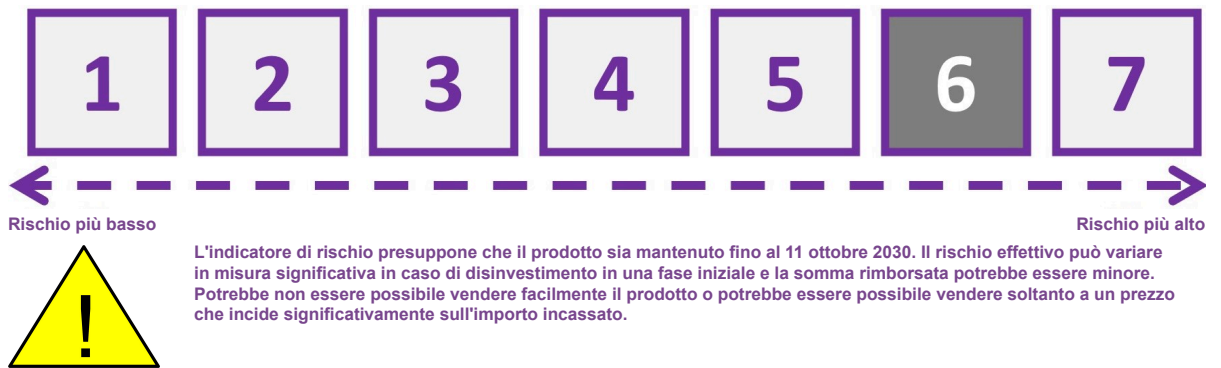 1 2 3 4 5 6 7
Rischio più basso Rischio più alto
!
L'indicatore di rischio presuppone che il prodotto sia mantenuto fino al 11 ottobre 2030. Il rischio effettivo può variare
in misura significativa in caso di disinvestimento in una fase iniziale e la somma rimborsata potrebbe essere minore.
Potrebbe non essere possibile vendere facilmente il prodotto o potrebbe essere possibile vendere soltanto a un prezzo
che incide significativamente sull'importo incassato.